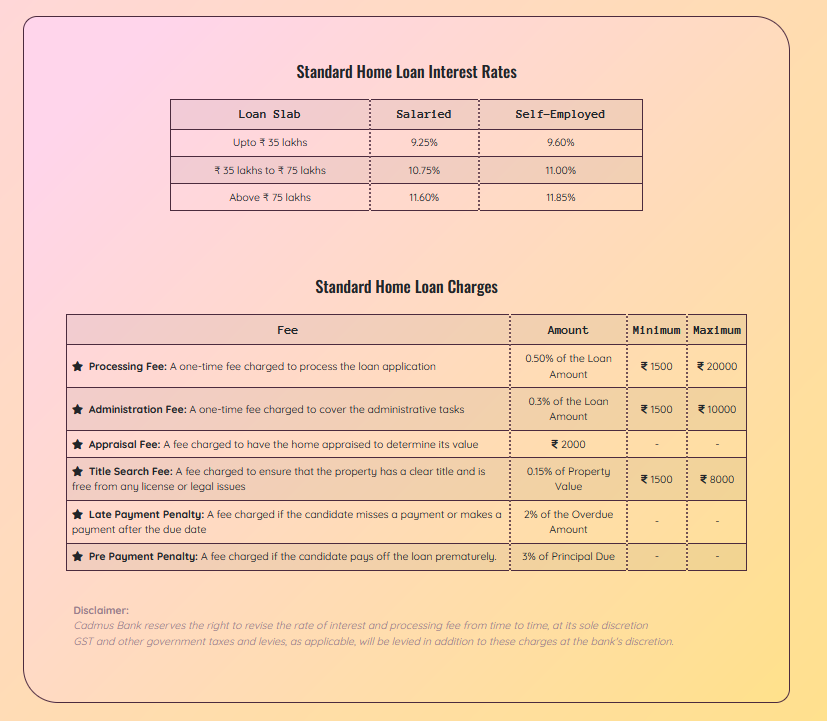 Standard Home Loan Interest Rates
Loan Slab Salaried Self-Employed
Upto ₹ 35 lakhs 9.25% 9.60%
₹ 35 lakhs to ₹ 75 lakhs 10.75% 11.00%
Above ₹ 75 lakhs 11.60% 11.85%
Standard Home Loan Charges
Fee Amount Minimum Maximum
Processing Fee: A one-time fee charged to process the loan application 0.50% of the Loan
Amount ₹ 1500 ₹ 20000
Administration Fee: A one-time fee charged to cover the administrative tasks 0.3% of the Loan
Amount ₹ 1500 ₹ 10000
Appraisal Fee: A fee charged to have the home appraised to determine its value ₹ 2000 - -
Title Search Fee: A fee charged to ensure that the property has a clear title and is
free from any license or legal issues 0.15% of Property
Value ₹ 1500 ₹ 8000
Late Payment Penalty: A fee charged if the candidate misses a payment or makes a
payment after the due date 2% of the Overdue
Amount - -
Pre Payment Penalty: A fee charged if the candidate pays off the loan prematurely. 3% of Principal Due - -
Disclaimer:
Cadmus Bank reserves the right to revise the rate of interest and processing fee from time to time, at its sole discretion
GST and other government taxes and levies, as applicable, will be levied in addition to these charges at the bank's discretion.